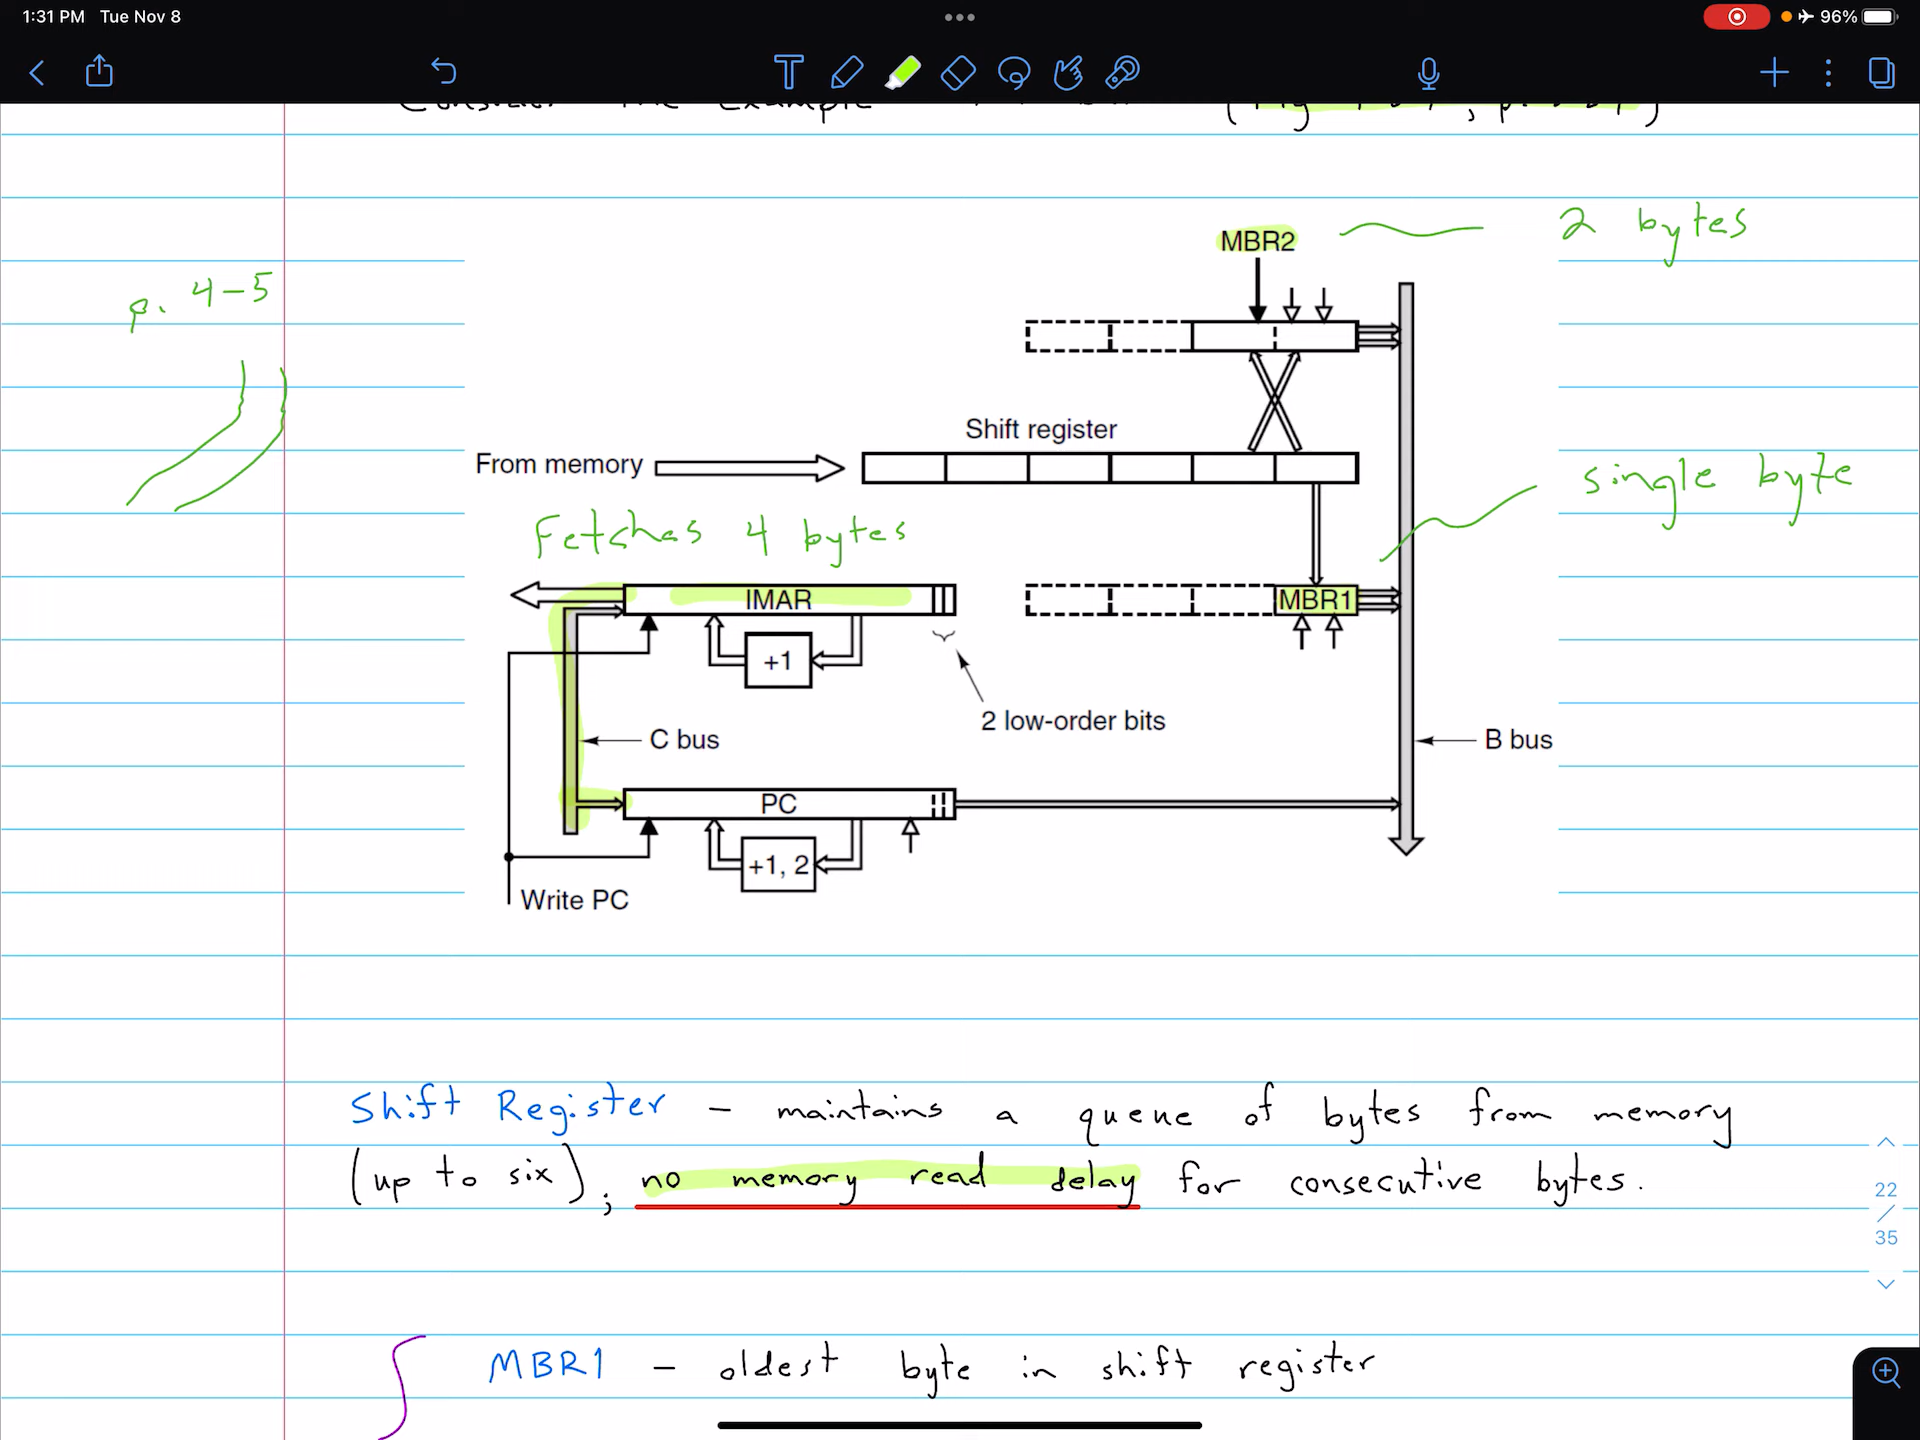 1:31 PM Tue Nov 8
96%
T
Consider the example
MBR2
2 bytes
p. 4-5
Shift register
From memory
single byte
Fetches 4 bytes
IMAR
MBR1
+1
2 low-order bits
C bus
B bus
PC
+1, 2
Write PC
Shift Register - maintains a queue of bytes from memory
(up to six); no memory read delay for consecutive bytes.
22
/
35
MBR1 - oldest byte in shift register